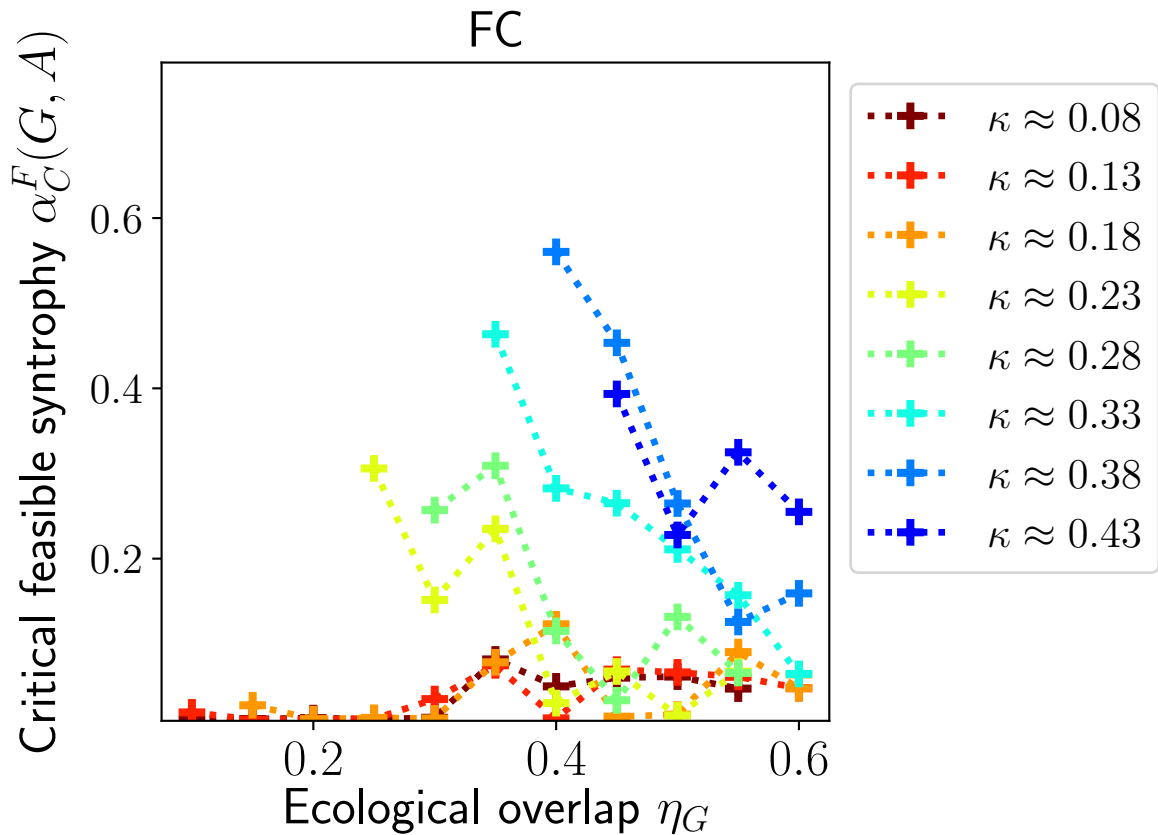 FC
Critical feasible syntrophy α_C^F(G, A)
0.6
0.4
0.2
0.2 0.4 0.6
Ecological overlap η_G
κ ≈ 0.08
κ ≈ 0.13
κ ≈ 0.18
κ ≈ 0.23
κ ≈ 0.28
κ ≈ 0.33
κ ≈ 0.38
κ ≈ 0.43